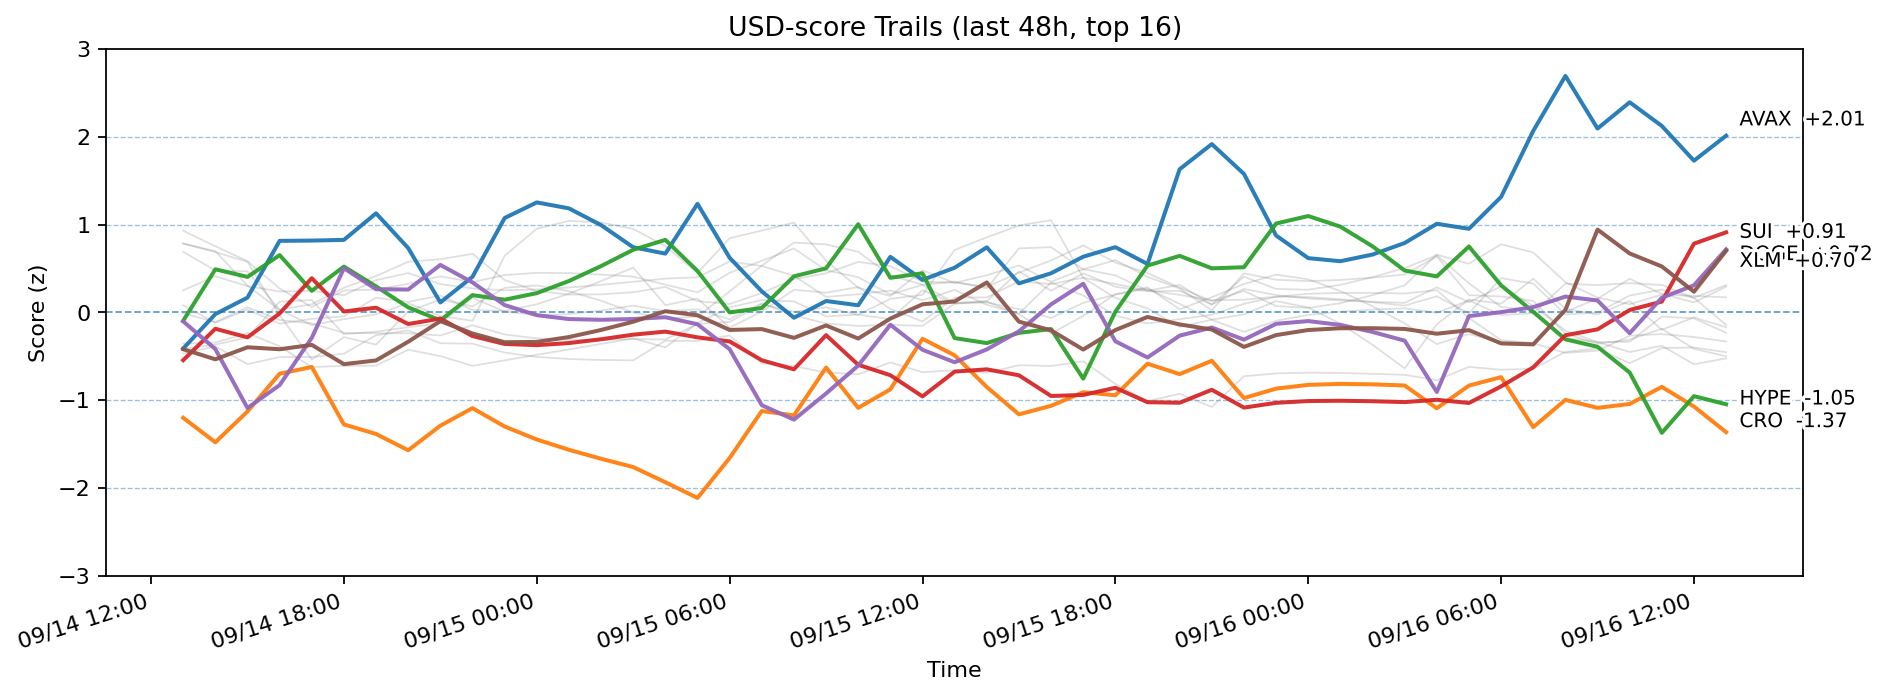 USD-score Trails (last 48h, top 16)
Score (z)
3
2
1
0
−1
−2
−3
AVAX +2.01
SUI +0.91
XLM +0.70
HYPE -1.05
CRO -1.37
09/14 12:00
09/14 18:00
09/15 00:00
09/15 06:00
09/15 12:00
09/15 18:00
09/16 00:00
09/16 06:00
09/16 12:00
Time